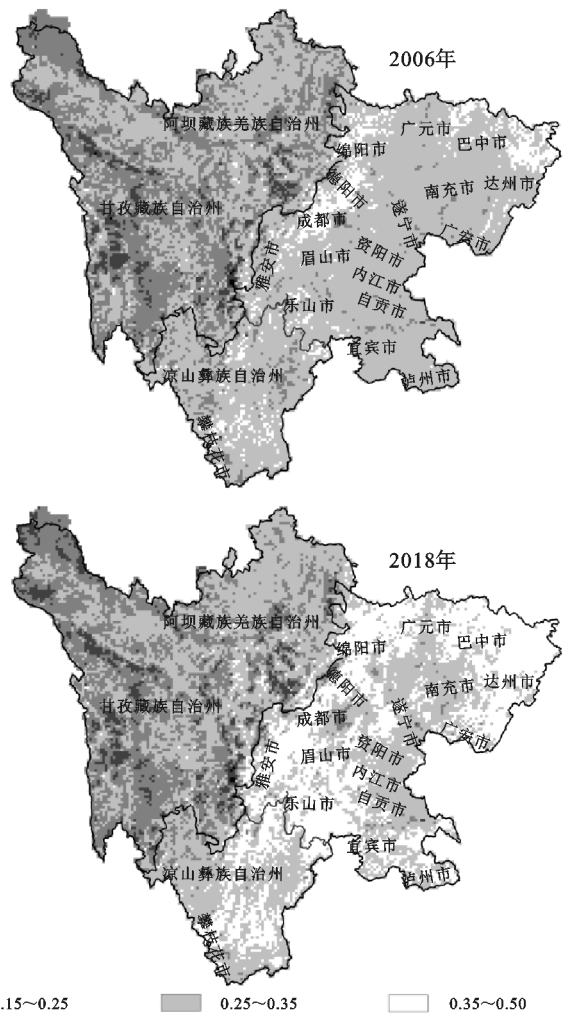 2006年
阿坝藏族羌族自治州
广元市
巴中市
绵阳市
德阳市
南充市
达州市
甘孜藏族自治州
成都市
遂宁市
广安市
雅安市
眉山市
资阳市
内江市
乐山市
自贡市
宜宾市
凉山彝族自治州
泸州市
攀枝花市
2018年
阿坝藏族羌族自治州
广元市
巴中市
绵阳市
德阳市
南充市
达州市
甘孜藏族自治州
成都市
遂宁市
广安市
雅安市
眉山市
资阳市
内江市
乐山市
自贡市
宜宾市
凉山彝族自治州
泸州市
攀枝花市
.15～0.25 0.25～0.35 0.35～0.50